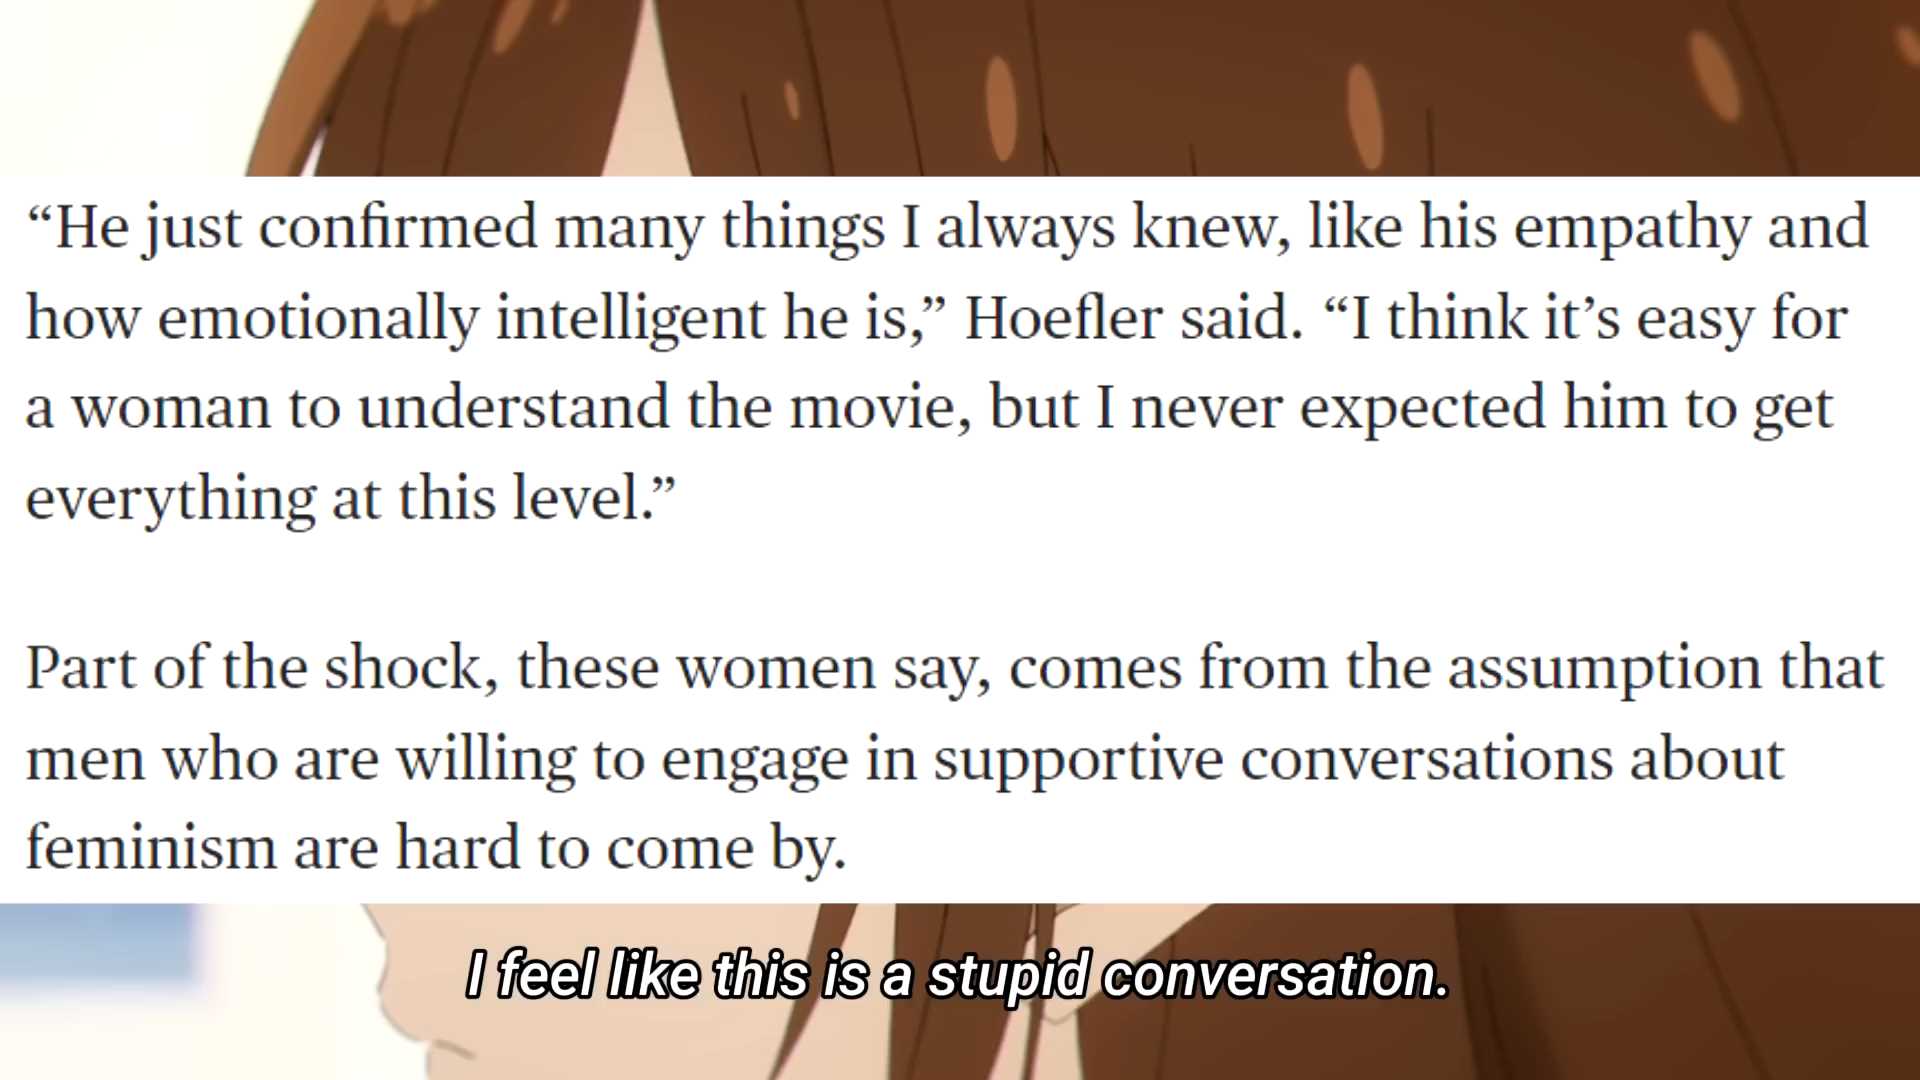 “He just confirmed many things I always knew, like his empathy and
how emotionally intelligent he is,” Hoefler said. “I think it’s easy for
a woman to understand the movie, but I never expected him to get
everything at this level.”
Part of the shock, these women say, comes from the assumption that
men who are willing to engage in supportive conversations about
feminism are hard to come by.
I feel like this is a stupid conversation.